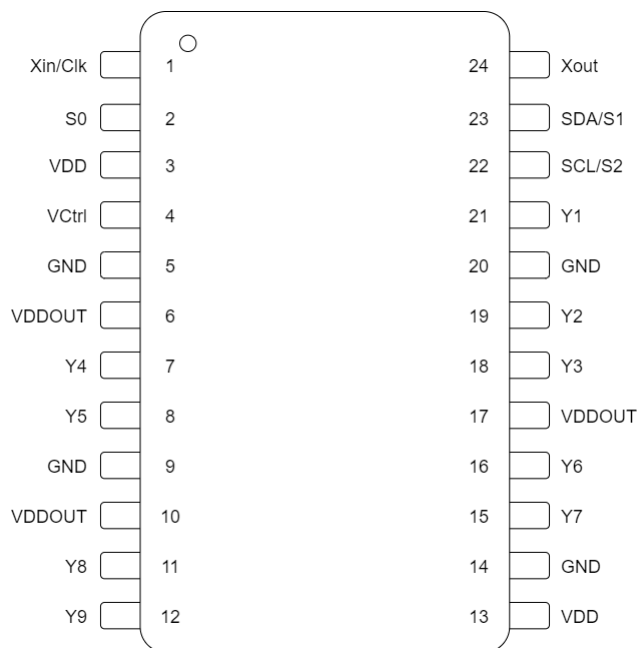 Xin/Clk 1 24 Xout
S0 2 23 SDA/S1
VDD 3 22 SCL/S2
VCtrl 4 21 Y1
GND 5 20 GND
VDDOUT 6 19 Y2
Y4 7 18 Y3
Y5 8 17 VDDOUT
GND 9 16 Y6
VDDOUT 10 15 Y7
Y8 11 14 GND
Y9 12 13 VDD